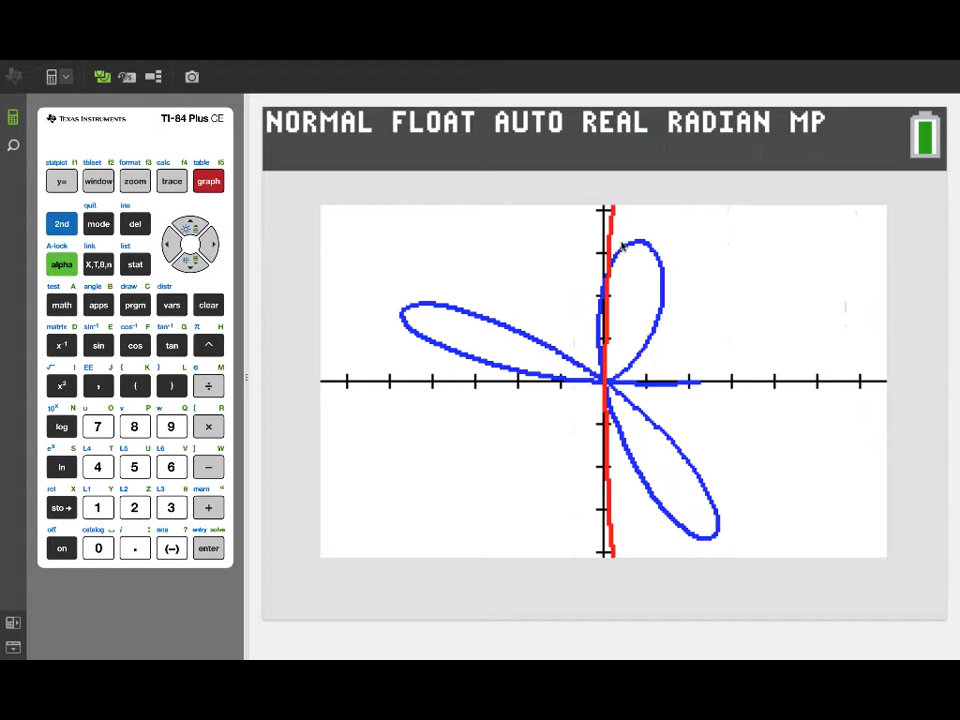 TEXAS INSTRUMENTS TI-84 Plus CE
NORMAL FLOAT AUTO REAL RADIAN MP
statplot f1 tblset f2 format f3 calc f4 table f5
y= window zoom trace graph
quit ins
2nd mode del
A-lock link list
alpha X,T,θ,n stat
test A angle B draw C distr
math apps prgm vars clear
matrix D sin⁻¹ E cos⁻¹ F tan⁻¹ G π H
x⁻¹ sin cos tan ^
√ I EE J { K } L e M
x² , ( ) ÷
10ˣ N u O v P w Q [ R
log 7 8 9 ×
eˣ S L4 T L5 U L6 V ] W
ln 4 5 6 −
rcl X L1 Y L2 Z L3 θ mem "
sto→ 1 2 3 +
off catalog ⎵ i : ans ? entry solve
on 0 . (−) enter